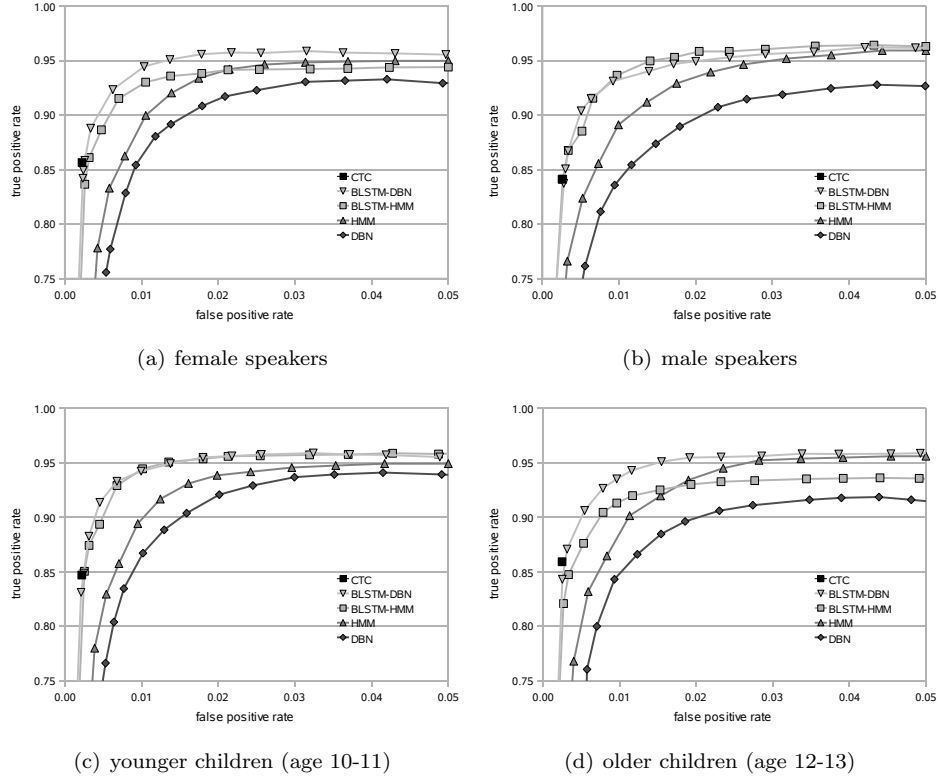 1.00
0.95
0.90
0.85
0.80
0.75
true positive rate
0.00 0.01 0.02 0.03 0.04 0.05
false positive rate
CTC
BLSTM-DBN
BLSTM-HMM
HMM
DBN
(a) female speakers
1.00
0.95
0.90
0.85
0.80
0.75
true positive rate
0.00 0.01 0.02 0.03 0.04 0.05
false positive rate
CTC
BLSTM-DBN
BLSTM-HMM
HMM
DBN
(b) male speakers
1.00
0.95
0.90
0.85
0.80
0.75
true positive rate
0.00 0.01 0.02 0.03 0.04 0.05
false positive rate
CTC
BLSTM-DBN
BLSTM-HMM
HMM
DBN
(c) younger children (age 10-11)
1.00
0.95
0.90
0.85
0.80
0.75
true positive rate
0.00 0.01 0.02 0.03 0.04 0.05
false positive rate
CTC
BLSTM-DBN
BLSTM-HMM
HMM
DBN
(d) older children (age 12-13)